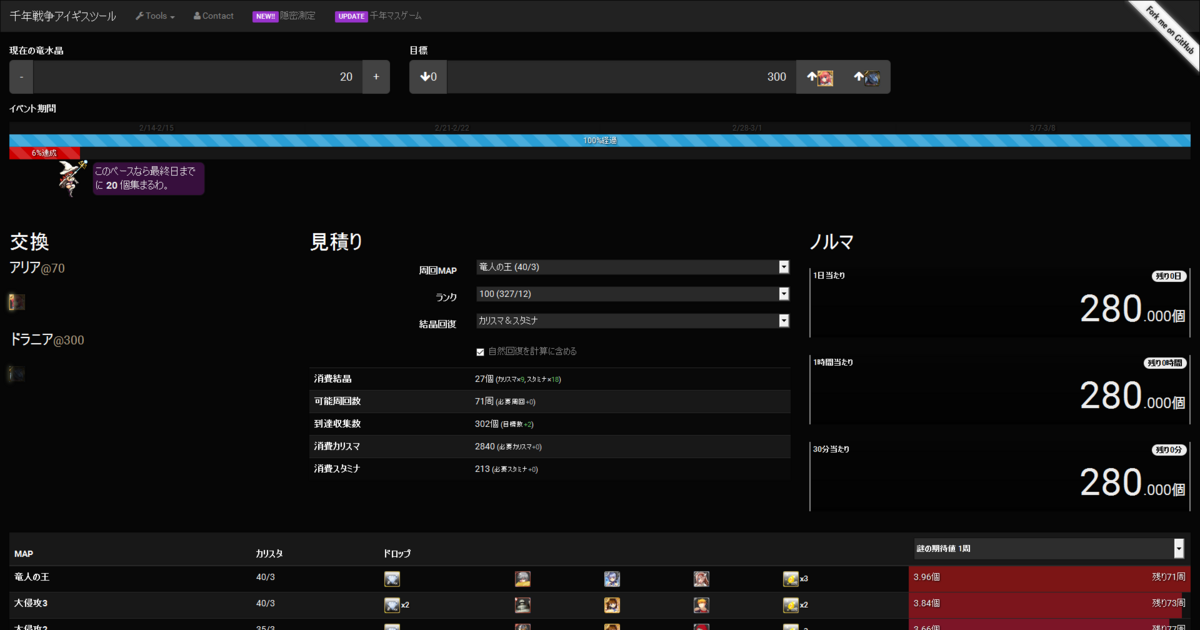 千年戦争アイギスツール Tools Contact NEW!! 隠密測定 UPDATE 千年マスゲーム
Fork me on GitHub
現在の竜水晶 目標
- 20 + 0 300
イベント期間
2/14-2/15 2/21-2/22 2/28-3/1 3/7-3/8
100%経過
6%達成
このペースなら最終日まで
に 20 個集まるわ。
交換 見積り ノルマ
アリア@70
ドラニア@300
周回MAP 竜人の王 (40/3)
ランク 100 (327/12)
結晶回復 カリスマ＆スタミナ
自然回復を計算に含める
消費結晶 27個 (カリスマ×9,スタミナ×18)
可能周回数 71周 (必要周回+0)
到達収集数 302個 (目標数+2)
消費カリスマ 2840 (必要カリスマ+0)
消費スタミナ 213 (必要スタミナ+0)
1日当たり 残り0日
280.000個
1時間当たり 残り0時間
280.000個
30分当たり 残り0分
280.000個
MAP カリスタ ドロップ 謎の期待値 1周
竜人の王 40/3 x3 3.96個 残り71周
大侵攻3 40/3 x2 x2 3.84個 残り73周
大侵攻2 35/3 3.66個 残り77周